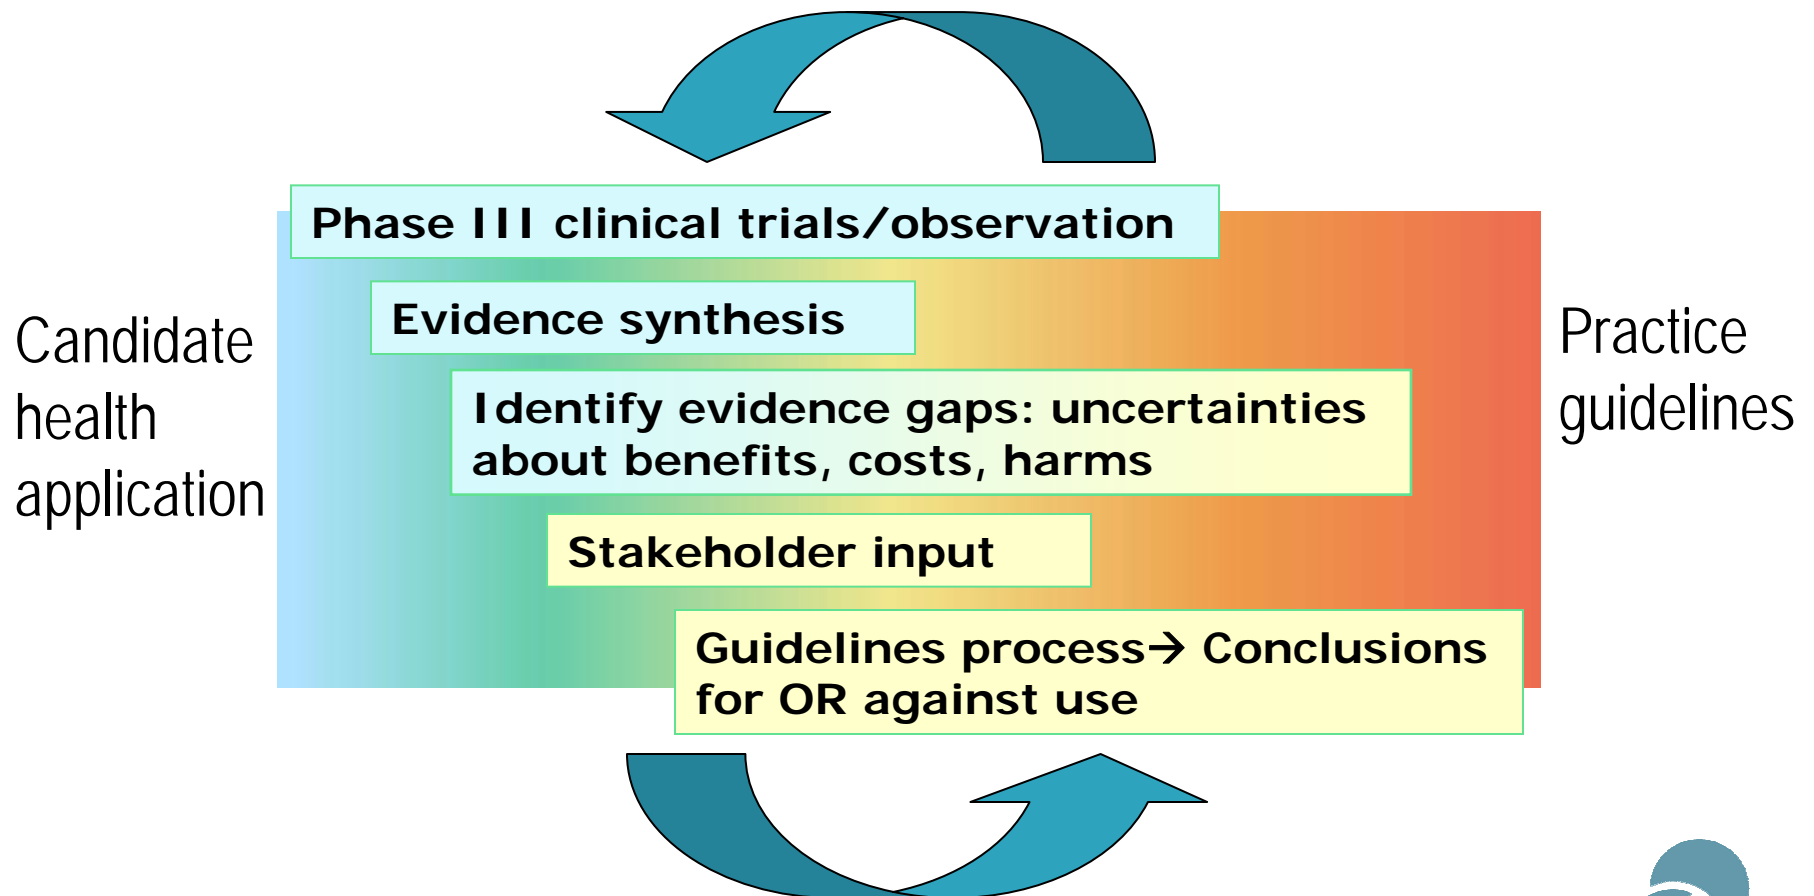 Phase III clinical trials/observation
Evidence synthesis
Candidate
health
application
Identify evidence gaps: uncertainties
about benefits, costs, harms
Practice
guidelines
Stakeholder input
Guidelines process→ Conclusions
for OR against use